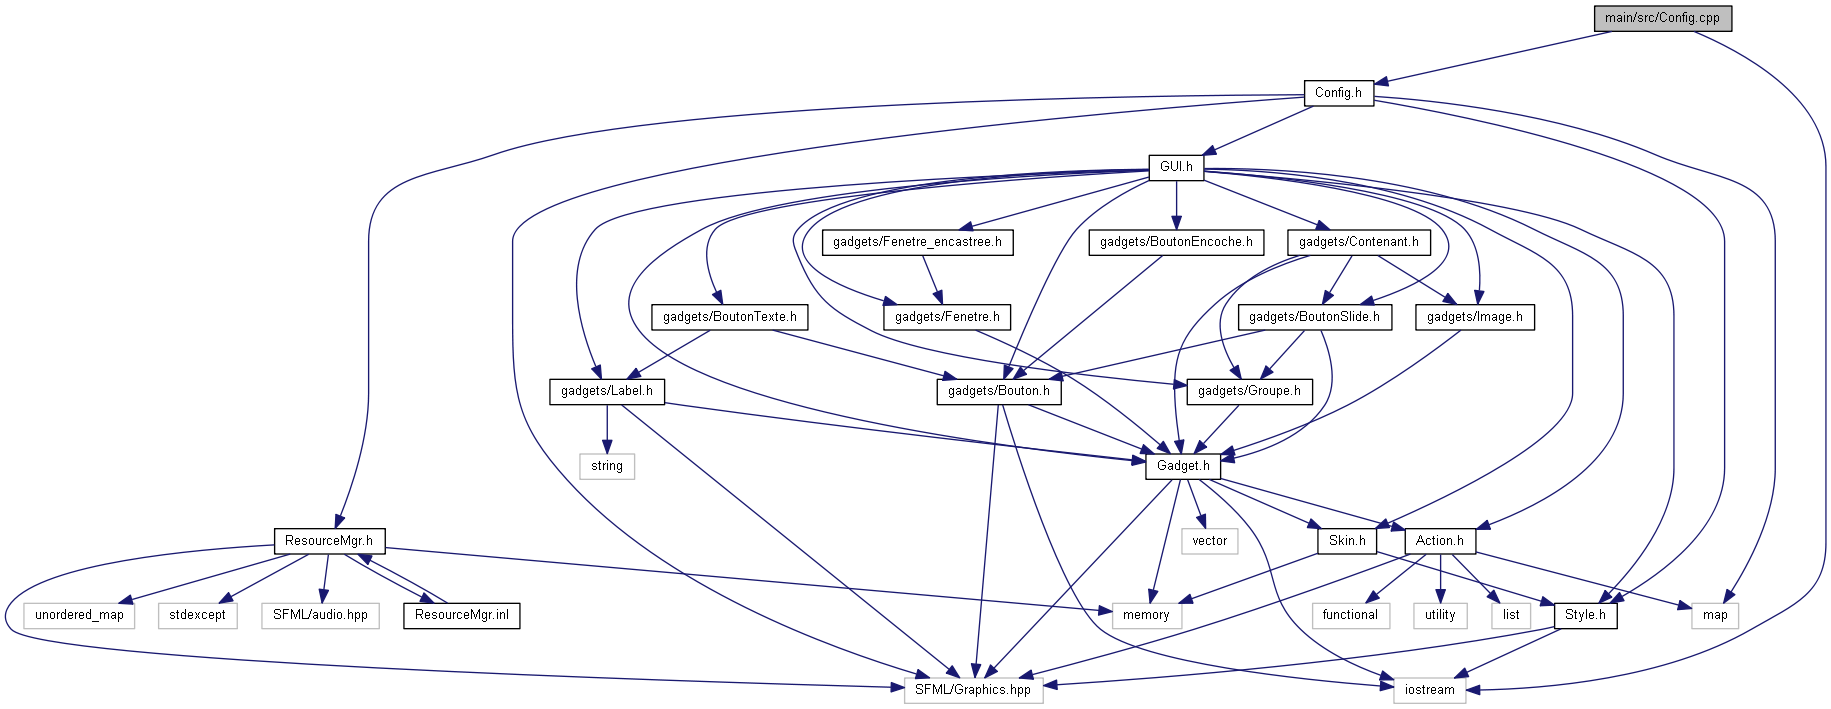 main/src/Config.cpp
Config.h
GUI.h
gadgets/Fenetre_encastree.h
gadgets/BoutonEncoche.h
gadgets/Contenant.h
gadgets/BoutonTexte.h
gadgets/Fenetre.h
gadgets/BoutonSlide.h
gadgets/Image.h
gadgets/Label.h
gadgets/Bouton.h
gadgets/Groupe.h
string
Gadget.h
ResourceMgr.h
vector
Skin.h
Action.h
unordered_map
stdexcept
SFML/audio.hpp
ResourceMgr.inl
memory
functional
utility
list
Style.h
map
SFML/Graphics.hpp
iostream